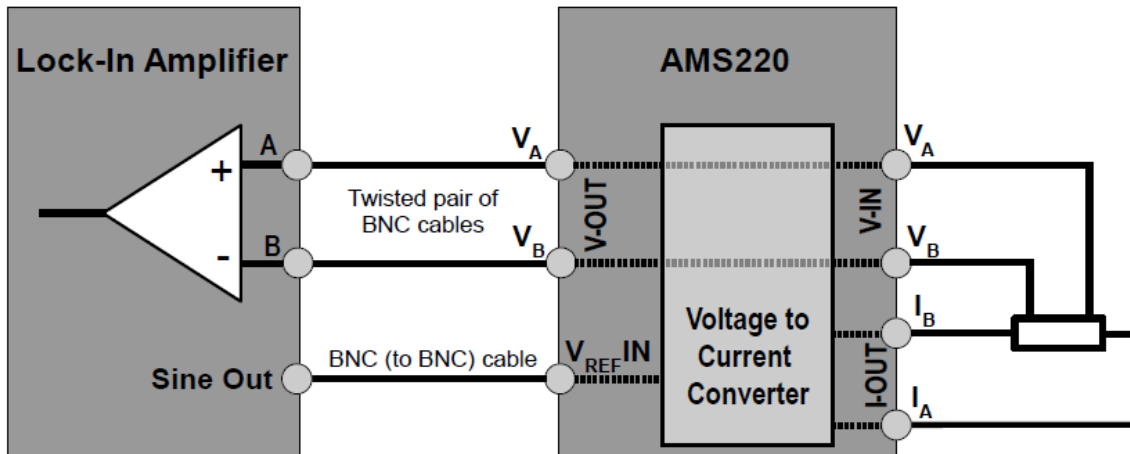 Lock-In Amplifier
AMS220
A
+
B
-
Sine Out
V_A
Twisted pair of
BNC cables
V_B
V-OUT
BNC (to BNC) cable
V_REF IN
Voltage to
Current
Converter
V_A
V-IN
V_B
I_B
I-OUT
I_A